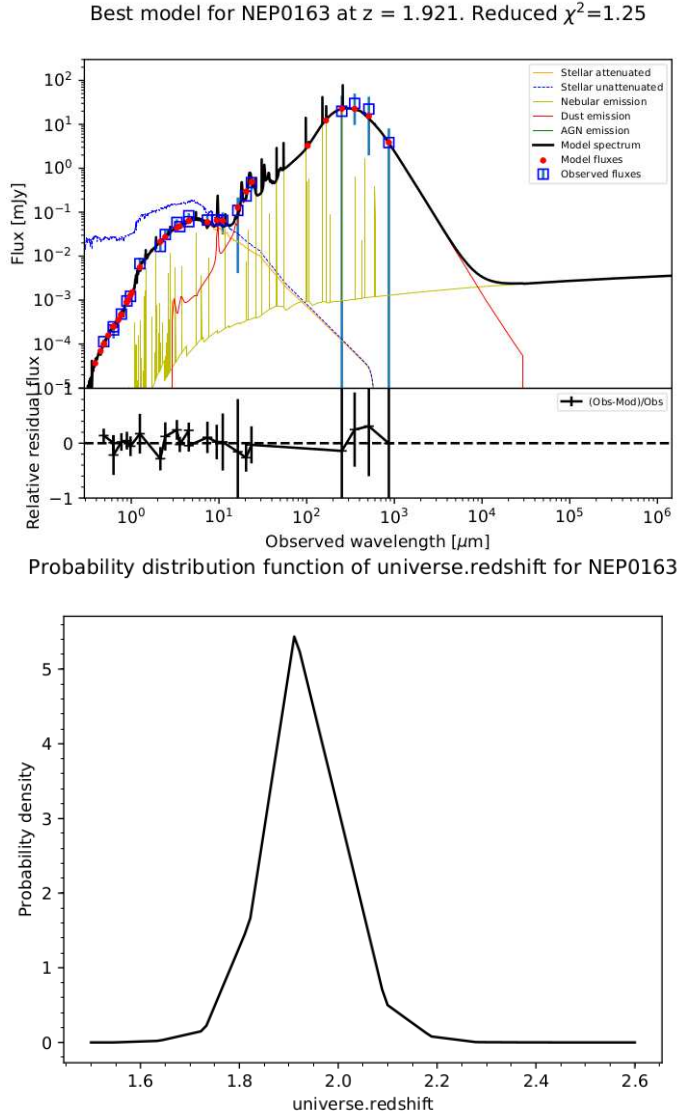 Best model for NEP0163 at z = 1.921. Reduced χ²=1.25
Stellar attenuated
Stellar unattenuated
Nebular emission
Dust emission
AGN emission
Model spectrum
Model fluxes
Observed fluxes
Flux [mJy]
10²
10¹
10⁰
10⁻¹
10⁻²
10⁻³
10⁻⁴
10⁻⁵
(Obs-Mod)/Obs
Relative residual flux
1
0
−1
10⁰ 10¹ 10² 10³ 10⁴ 10⁵ 10⁶
Observed wavelength [μm]
Probability distribution function of universe.redshift for NEP0163
Probability density
5
4
3
2
1
0
1.6 1.8 2.0 2.2 2.4 2.6
universe.redshift